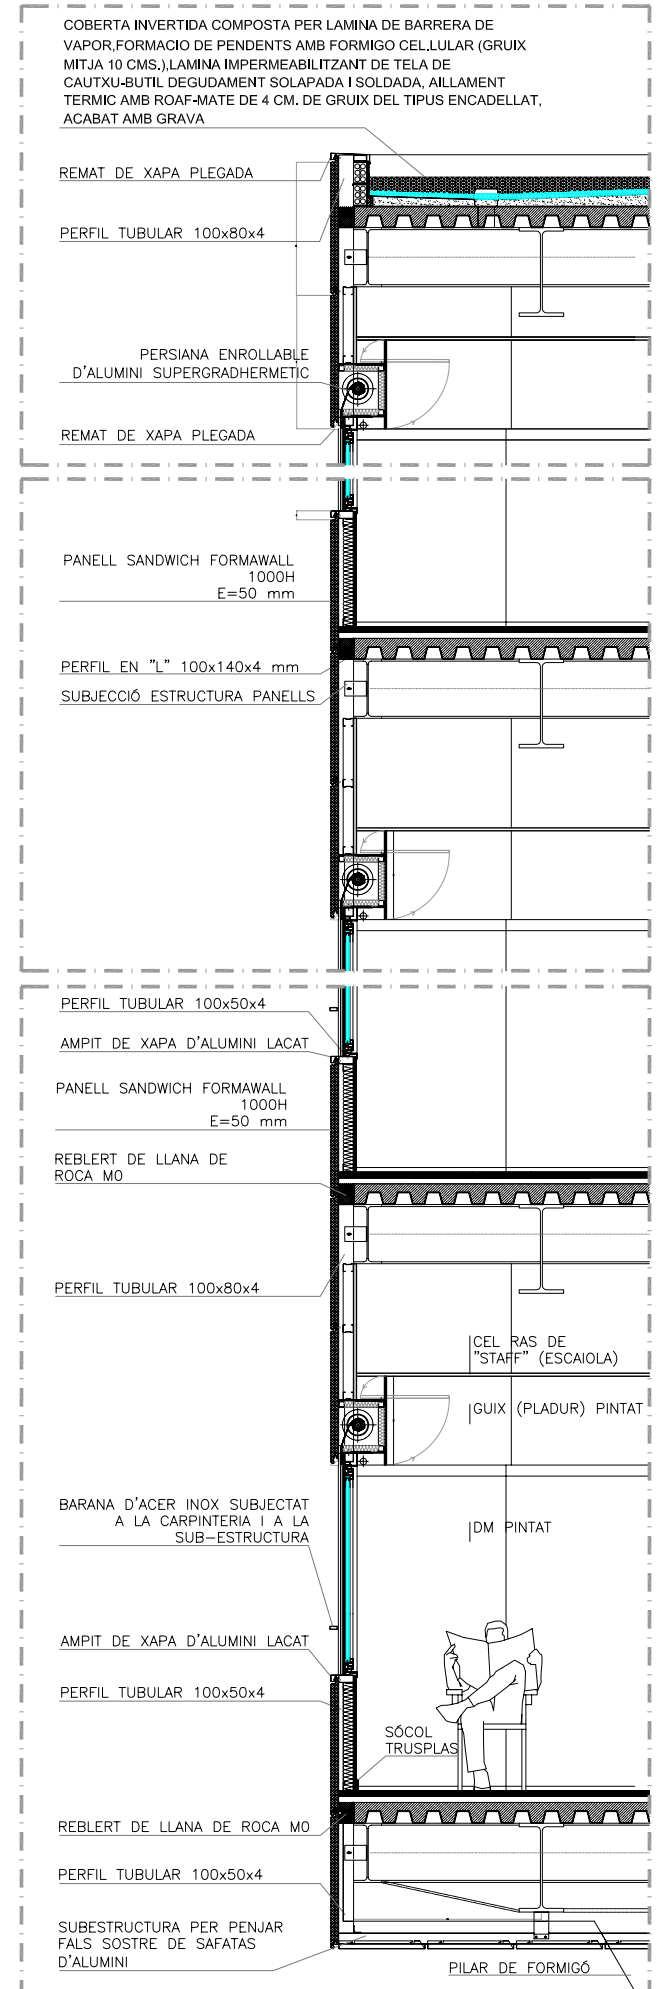 COBERTA INVERTIDA COMPOSTA PER LAMINA DE BARRERA DE
VAPOR,FORMACIO DE PENDENTS AMB FORMIGO CEL.LULAR (GRUIX
MITJA 10 CMS.),LAMINA IMPERMEABILITZANT DE TELA DE
CAUTXU-BUTIL DEGUDAMENT SOLAPADA I SOLDADA, AILLAMENT
TERMIC AMB ROAF-MATE DE 4 CM. DE GRUIX DEL TIPUS ENCADELLAT,
ACABAT AMB GRAVA
REMAT DE XAPA PLEGADA
PERFIL TUBULAR 100x80x4
PERSIANA ENROLLABLE
D'ALUMINI SUPERGRADHERMETIC
REMAT DE XAPA PLEGADA
PANELL SANDWICH FORMAWALL
1000H
E=50 mm
PERFIL EN "L" 100x140x4 mm
SUBJECCIÓ ESTRUCTURA PANELLS
PERFIL TUBULAR 100x50x4
AMPIT DE XAPA D'ALUMINI LACAT
PANELL SANDWICH FORMAWALL
1000H
E=50 mm
REBLERT DE LLANA DE
ROCA M0
PERFIL TUBULAR 100x80x4
CEL RAS DE
"STAFF" (ESCAIOLA)
GUIX (PLADUR) PINTAT
BARANA D'ACER INOX SUBJECTAT
A LA CARPINTERIA I A LA
SUB-ESTRUCTURA
DM PINTAT
AMPIT DE XAPA D'ALUMINI LACAT
PERFIL TUBULAR 100x50x4
SÓCOL
TRUSPLAS
REBLERT DE LLANA DE ROCA M0
PERFIL TUBULAR 100x50x4
SUBESTRUCTURA PER PENJAR
FALS SOSTRE DE SAFATAS
D'ALUMINI
PILAR DE FORMIGÓ